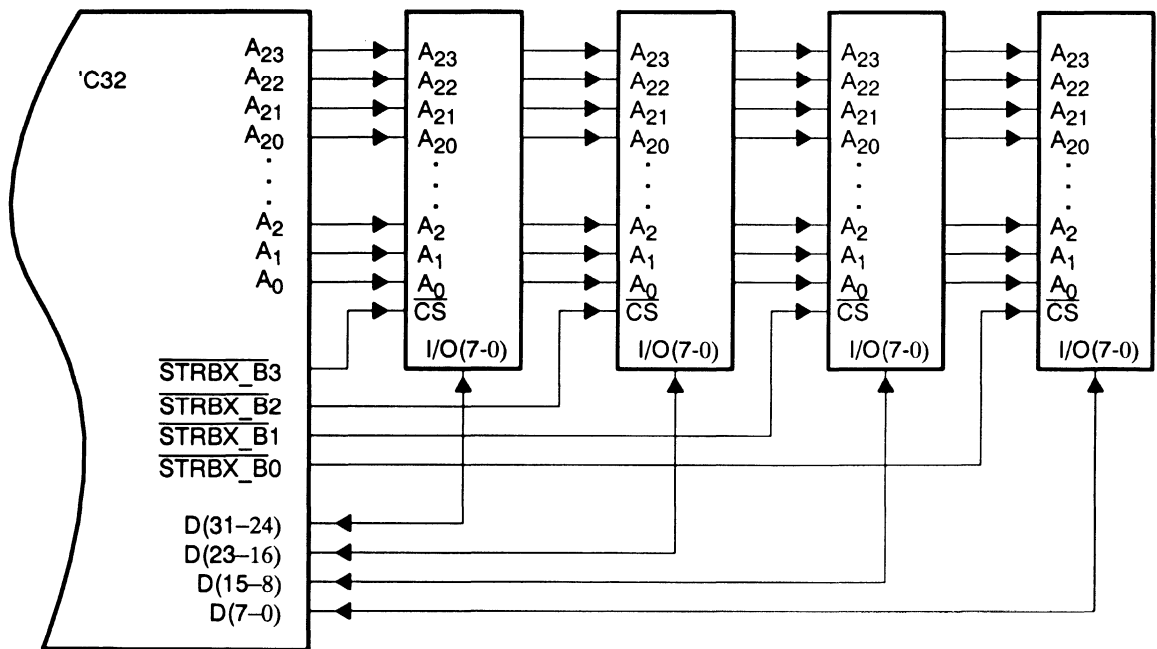 'C32
A23
A22
A21
A20
.
.
.
A2
A1
A0
STRBX_B3
STRBX_B2
STRBX_B1
STRBX_B0
D(31–24)
D(23–16)
D(15–8)
D(7–0)
A23
A22
A21
A20
.
.
.
A2
A1
A0
CS
I/O(7-0)
A23
A22
A21
A20
.
.
.
A2
A1
A0
CS
I/O(7-0)
A23
A22
A21
A20
.
.
.
A2
A1
A0
CS
I/O(7-0)
A23
A22
A21
A20
.
.
.
A2
A1
A0
CS
I/O(7-0)